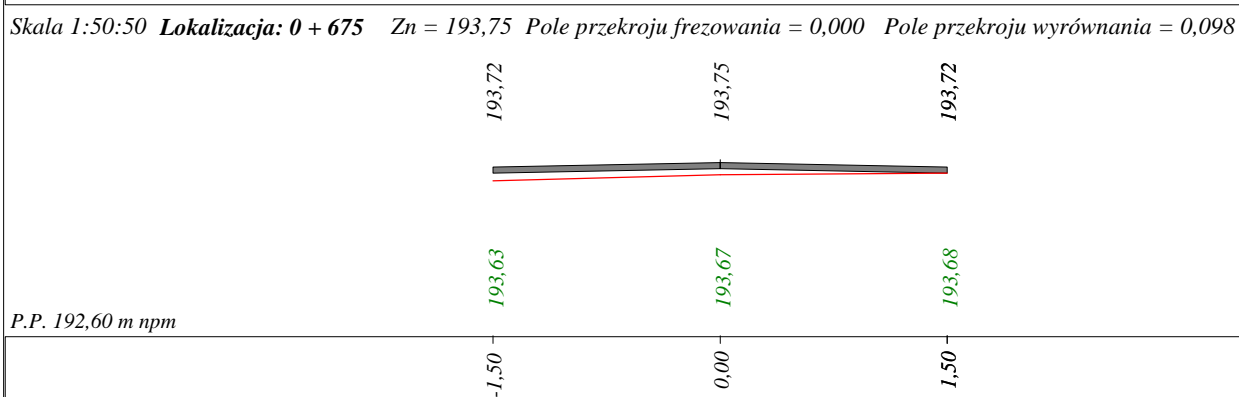 Skala 1:50:50 Lokalizacja: 0 + 675 Zn = 193,75 Pole przekroju frezowania = 0,000 Pole przekroju wyrównania = 0,098
193,72 193,75 193,72
193,63 193,67 193,68
P.P. 192,60 m npm
-1,50 0,00 1,50